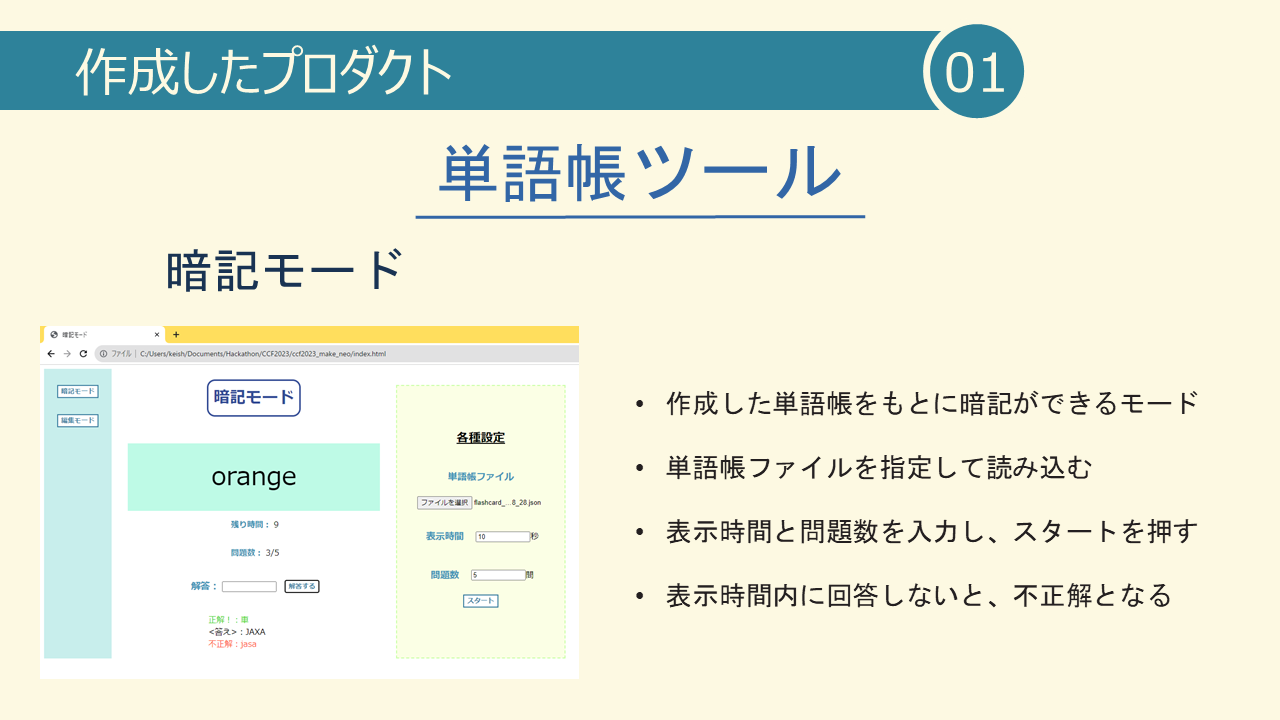 作成したプロダクト
01
単語帳ツール
暗記モード
暗記モード
ファイル | C:/Users/keish/Documents/Hackathon/CCF2023/ccf2023_make_neo/index.html
暗記モード
編集モード
暗記モード
orange
残り時間： 9
問題数： 3/5
解答： 解答する
正解！：車
<答え>：JAXA
不正解：jasa
各種設定
単語帳ファイル
ファイルを選択 flashcard_...8_28.json
表示時間 10 秒
問題数 5 問
スタート
• 作成した単語帳をもとに暗記ができるモード
• 単語帳ファイルを指定して読み込む
• 表示時間と問題数を入力し、スタートを押す
• 表示時間内に回答しないと、不正解となる